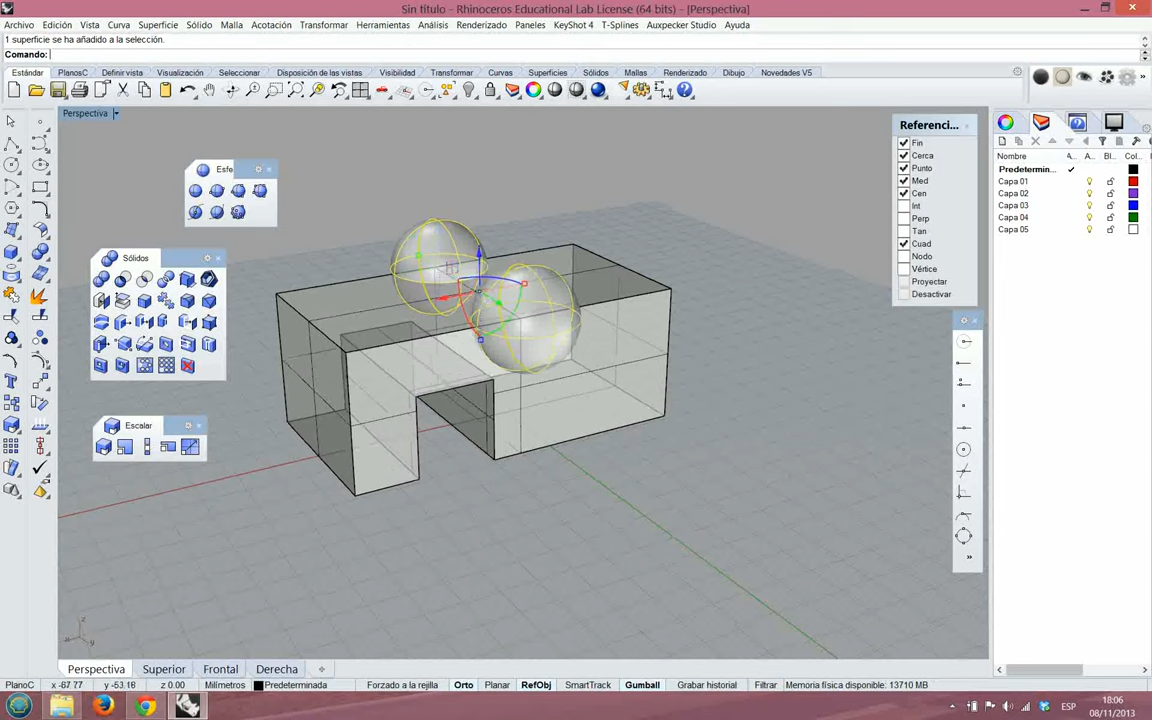 Sin título - Rhinoceros Educational Lab License (64 bits) - [Perspectiva]
Archivo Edición Vista Curva Superficie Sólido Malla Acotación Transformar Herramientas Análisis Renderizado Paneles KeyShot 4 T-Splines Auxpecker Studio Ayuda
1 superficie se ha añadido a la selección.
Comando:
Estándar PlanosC Definir vista Visualización Seleccionar Disposición de las vistas Visibilidad Transformar Curvas Superficies Sólidos Mallas Renderizado Dibujo Novedades V5
Perspectiva
Referenci...
Fin
Cerca
Punto
Med
Cen
Int
Perp
Tan
Cuad
Nodo
Vértice
Proyectar
Desactivar
Nombre A... A... Bl... Col...
Predetermin...
Capa 01
Capa 02
Capa 03
Capa 04
Capa 05
Esfe
Sólidos
Escalar
z
x y
Perspectiva Superior Frontal Derecha
PlanoC x -67.77 y -53.16 z 0.00 Milímetros Predeterminada Forzado a la rejilla Orto Planar RefObj SmartTrack Gumball Grabar historial Filtrar Memoria física disponible: 13710 MB
ESP
18:06
08/11/2013